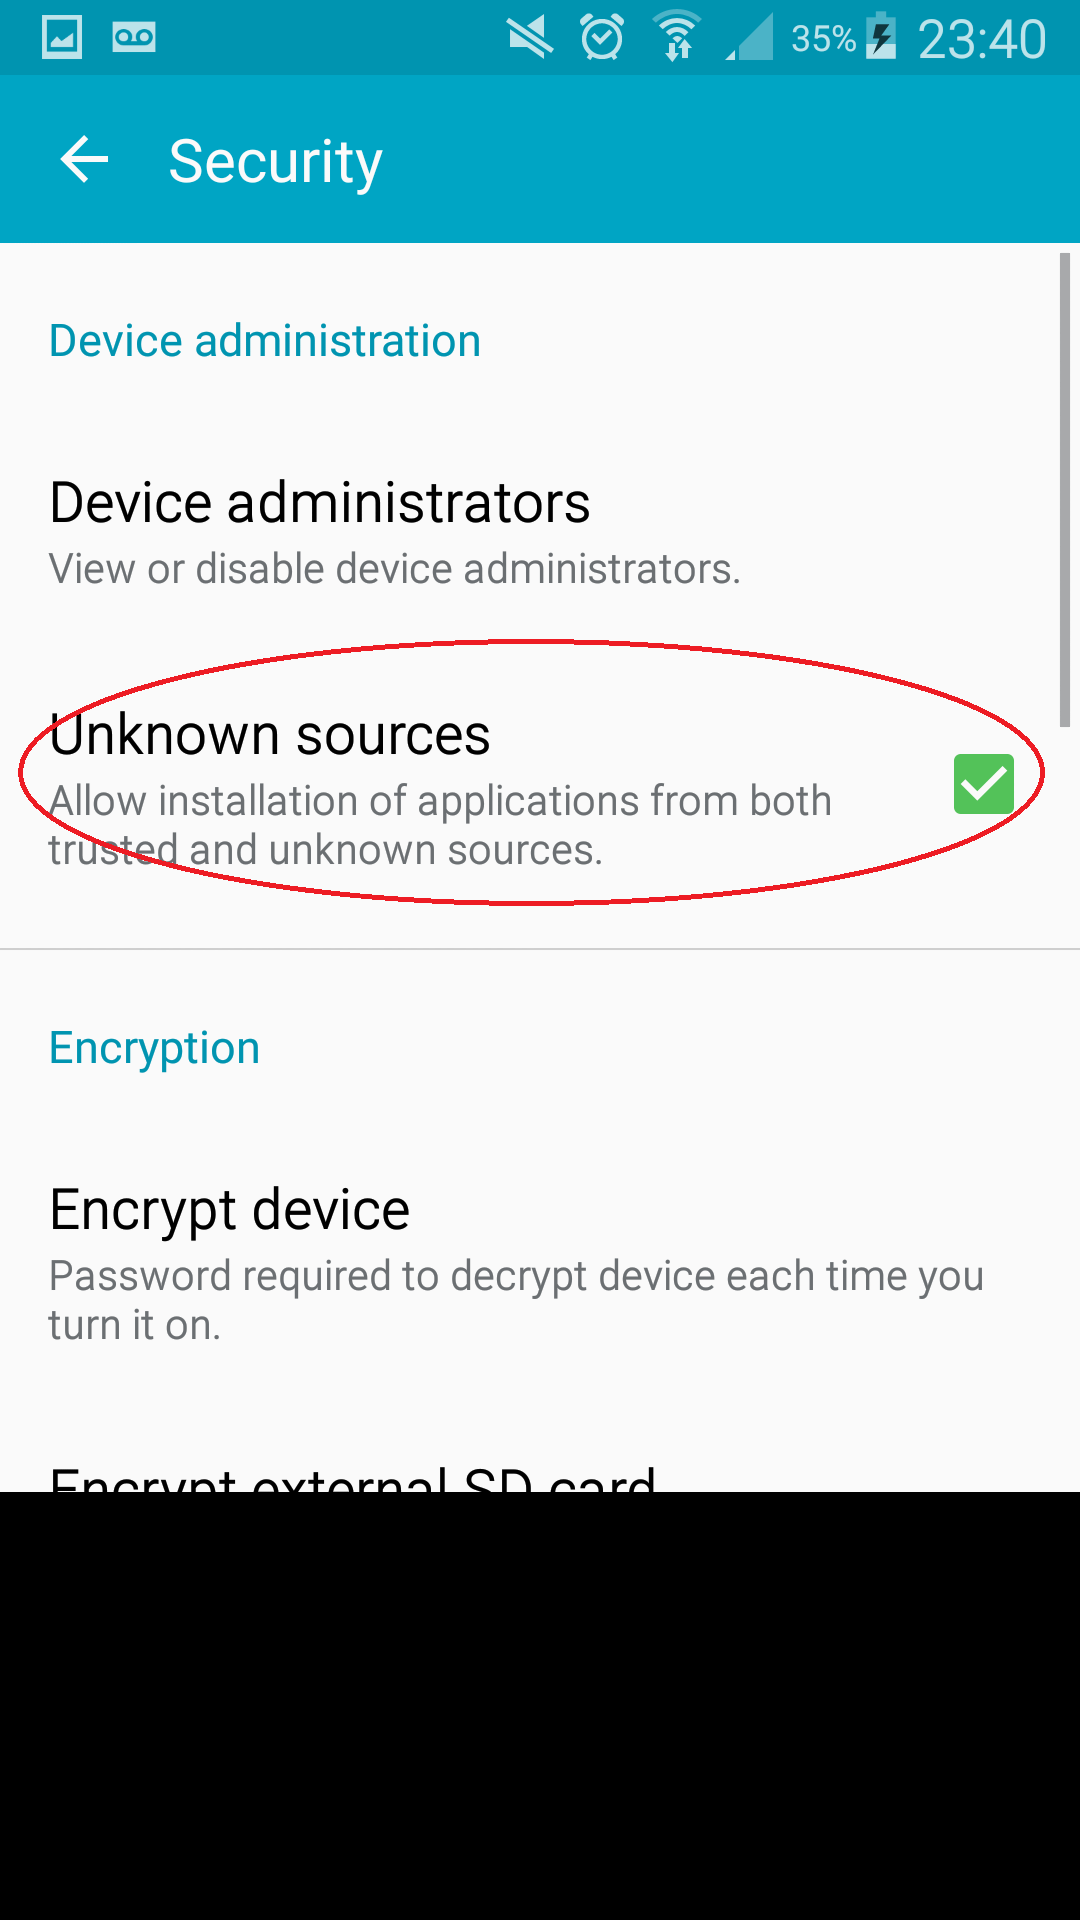 35% 23:40
Security
Device administration
Device administrators
View or disable device administrators.
Unknown sources
Allow installation of applications from both
trusted and unknown sources.
Encryption
Encrypt device
Password required to decrypt device each time you
turn it on.
Encrypt external SD card